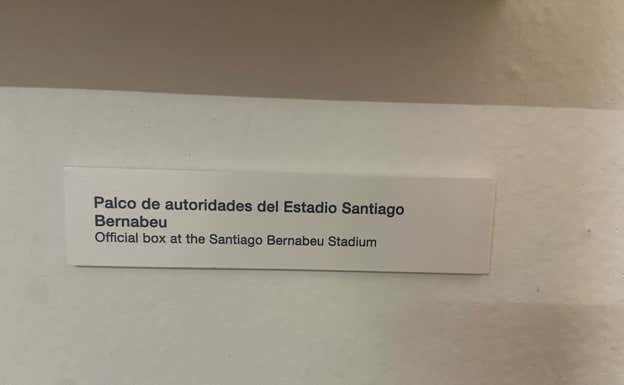 Palco de autoridades del Estadio Santiago
Bernabeu
Official box at the Santiago Bernabeu Stadium